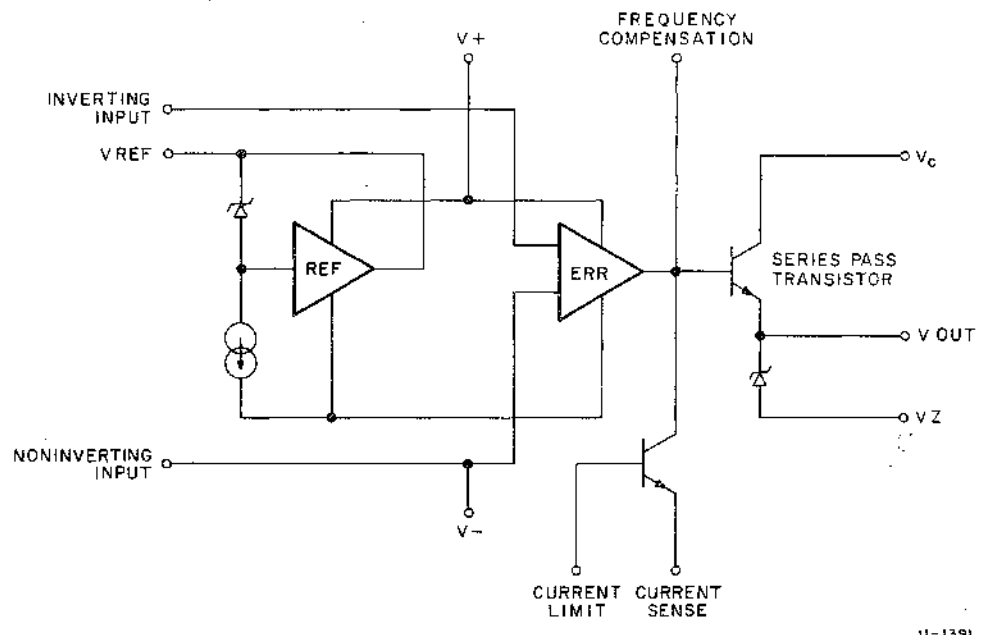 FREQUENCY
COMPENSATION
V+
INVERTING
INPUT
VREF
Vc
REF
ERR
SERIES PASS
TRANSISTOR
V OUT
VZ
NONINVERTING
INPUT
V-
CURRENT
LIMIT
CURRENT
SENSE
11-1391